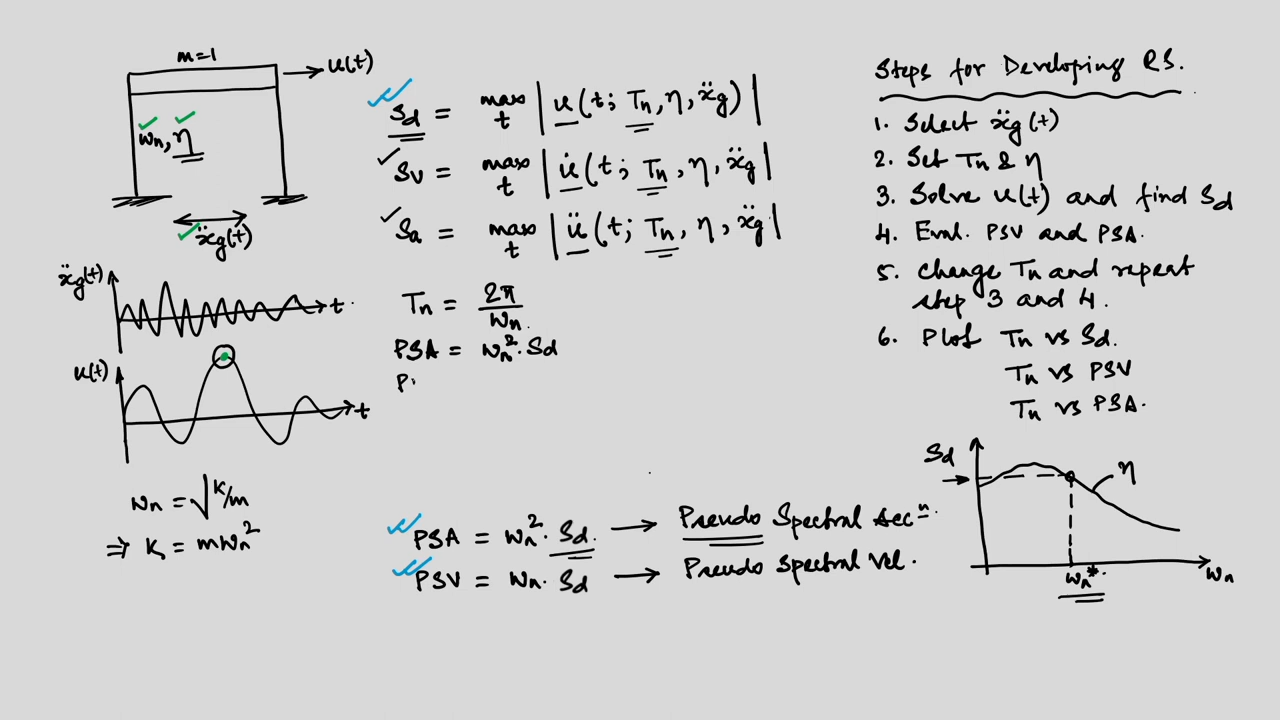 m=1
u(t)
ωn, η
ẍg(t)
ẍg(t)
t
u(t)
t
ωn = √K/m
⇒ K = mωn²
Sd = max t | u(t; Tn, η, ẍg) |
Sv = max t | u̇(t; Tn, η, ẍg |
Sa = max t | ü(t; Tn, η, ẍg |
Tn = 2π/ωn.
PSA = ωn²·Sd
P
PSA = ωn²·Sd. → Pseudo Spectral Accⁿ.
PSV = ωn·Sd → Pseudo Spectral Vel.
Steps for Developing RS.
1. Select ẍg(t)
2. Set Tn & η
3. Solve u(t) and find Sd
4. Eval. PSV and PSA.
5. change Tn and repeat
step 3 and 4.
6. Plot Tn vs Sd.
Tn vs PSV
Tn vs PSA.
Sd
η
ωn*
ωn